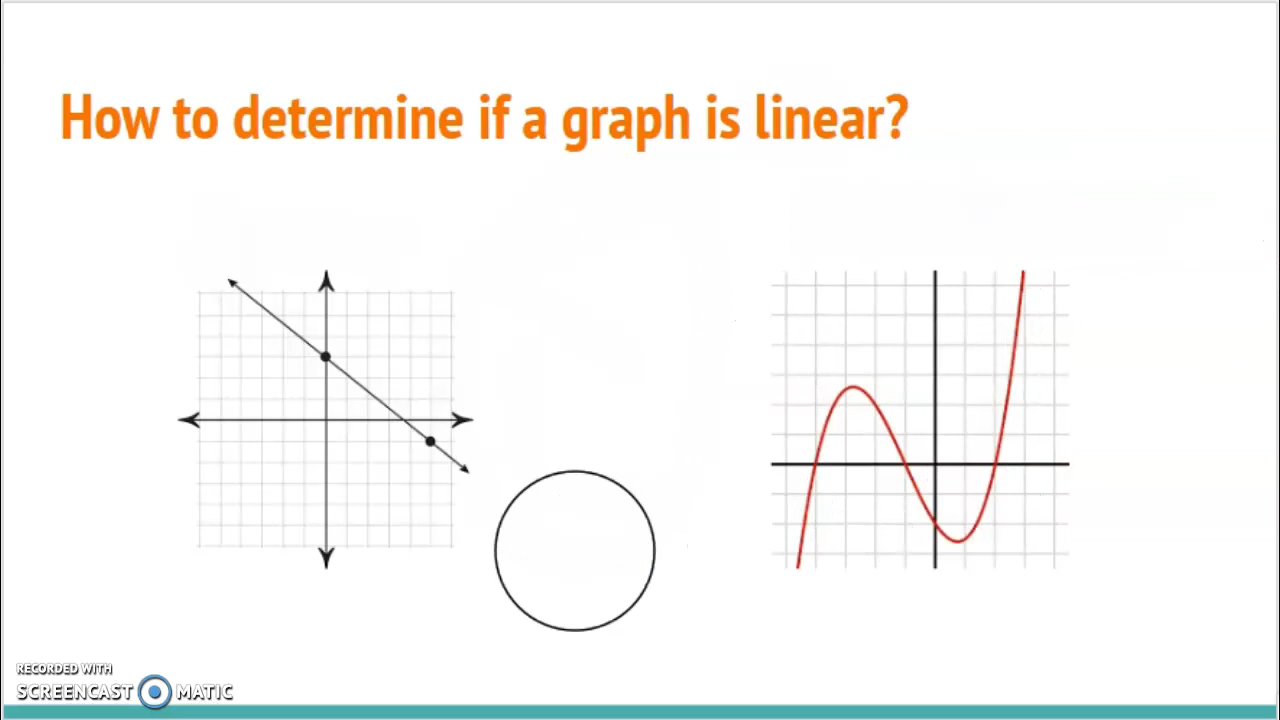 How to determine if a graph is linear?
RECORDED WITH
SCREENCAST MATIC